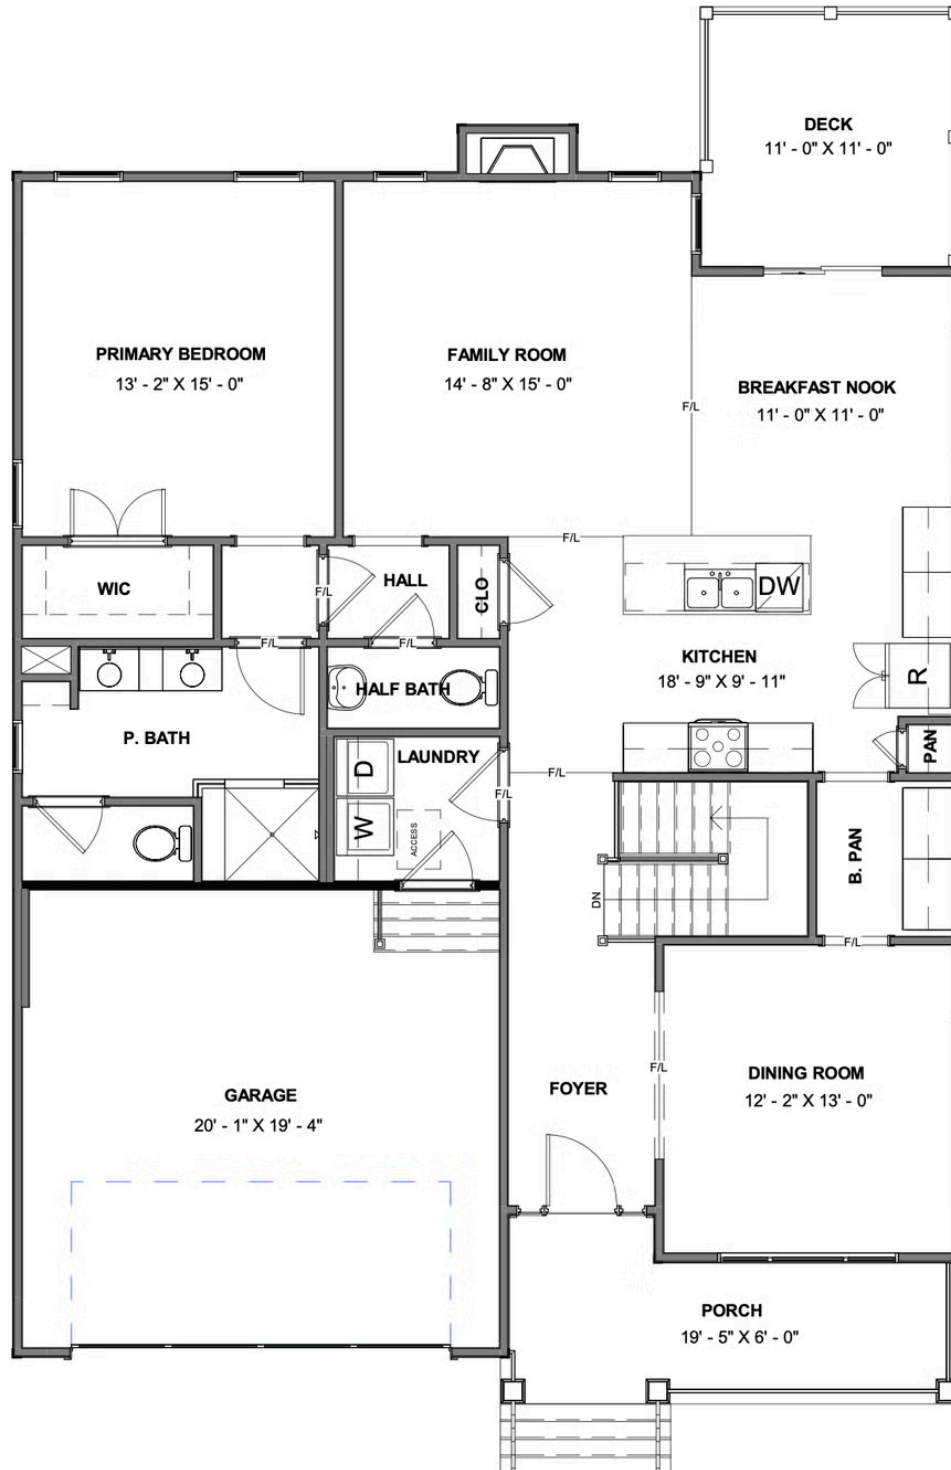 DECK
11' - 0" X 11' - 0"
PRIMARY BEDROOM
13' - 2" X 15' - 0"
FAMILY ROOM
14' - 8" X 15' - 0"
BREAKFAST NOOK
11' - 0" X 11' - 0"
F/L
F/L
WIC
F/L
HALL
CLO
DW
F/L
F/L
KITCHEN
18' - 9" X 9' - 11"
R
HALF BATH
P. BATH
LAUNDRY
D
W
ACCESS
F/L
F/L
PAN
B. PAN
DN
F/L
GARAGE
20' - 1" X 19' - 4"
FOYER
F/L
DINING ROOM
12' - 2" X 13' - 0"
PORCH
19' - 5" X 6' - 0"